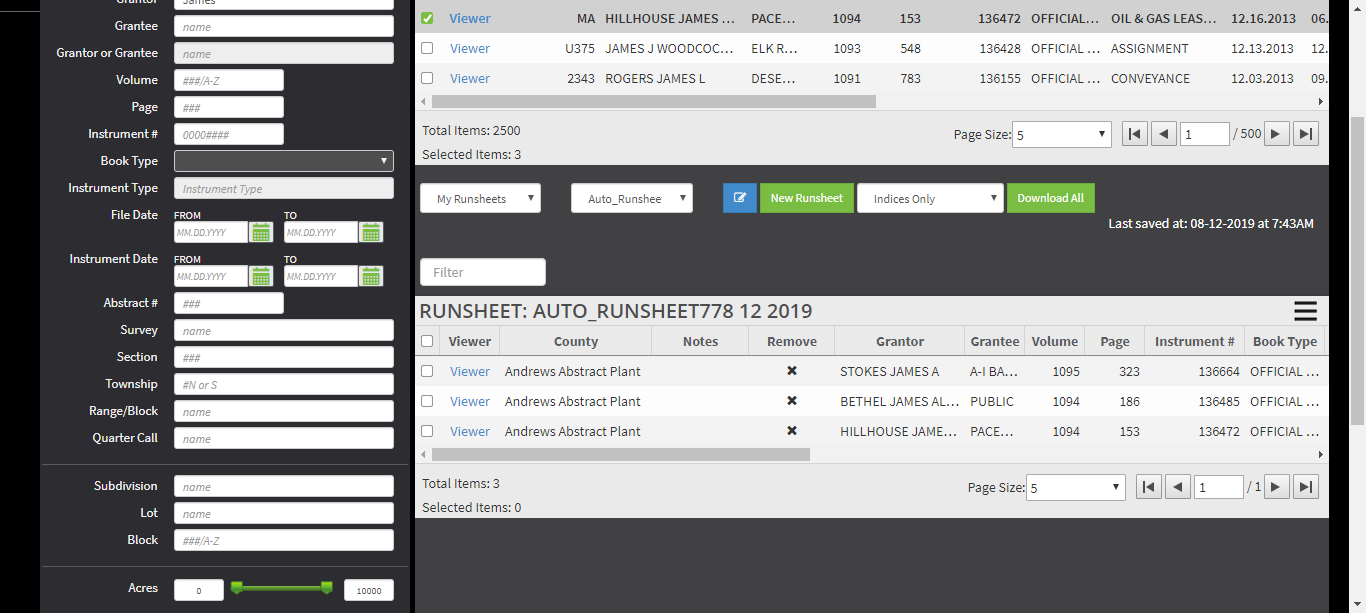 Grantor James
Grantee name
Grantor or Grantee name
Volume ###/A-Z
Page ###
Instrument # 0000####
Book Type
Instrument Type Instrument Type
File Date FROM TO
MM.DD.YYYY MM.DD.YYYY
Instrument Date FROM TO
MM.DD.YYYY MM.DD.YYYY
Abstract # ###
Survey name
Section ###
Township #N or S
Range/Block name
Quarter Call name
Subdivision name
Lot name
Block ###/A-Z
Acres 0 10000
Viewer MA HILLHOUSE JAMES ... PACE... 1094 153 136472 OFFICIAL... OIL & GAS LEAS... 12.16.2013 06.
Viewer U375 JAMES J WOODCOC... ELK R... 1093 548 136428 OFFICIAL ... ASSIGNMENT 12.13.2013 12.
Viewer 2343 ROGERS JAMES L DESE... 1091 783 136155 OFFICIAL ... CONVEYANCE 12.03.2013 09.
Total Items: 2500
Page Size: 5 1 / 500
Selected Items: 3
My Runsheets Auto_Runshee New Runsheet Indices Only Download All
Last saved at: 08-12-2019 at 7:43AM
Filter
RUNSHEET: AUTO_RUNSHEET778 12 2019
Viewer County Notes Remove Grantor Grantee Volume Page Instrument # Book Type
Viewer Andrews Abstract Plant ✖ STOKES JAMES A A-I BA... 1095 323 136664 OFFICIAL ...
Viewer Andrews Abstract Plant ✖ BETHEL JAMES AL... PUBLIC 1094 186 136485 OFFICIAL ...
Viewer Andrews Abstract Plant ✖ HILLHOUSE JAME... PACE... 1094 153 136472 OFFICIAL ...
Total Items: 3
Page Size: 5 1 / 1
Selected Items: 0